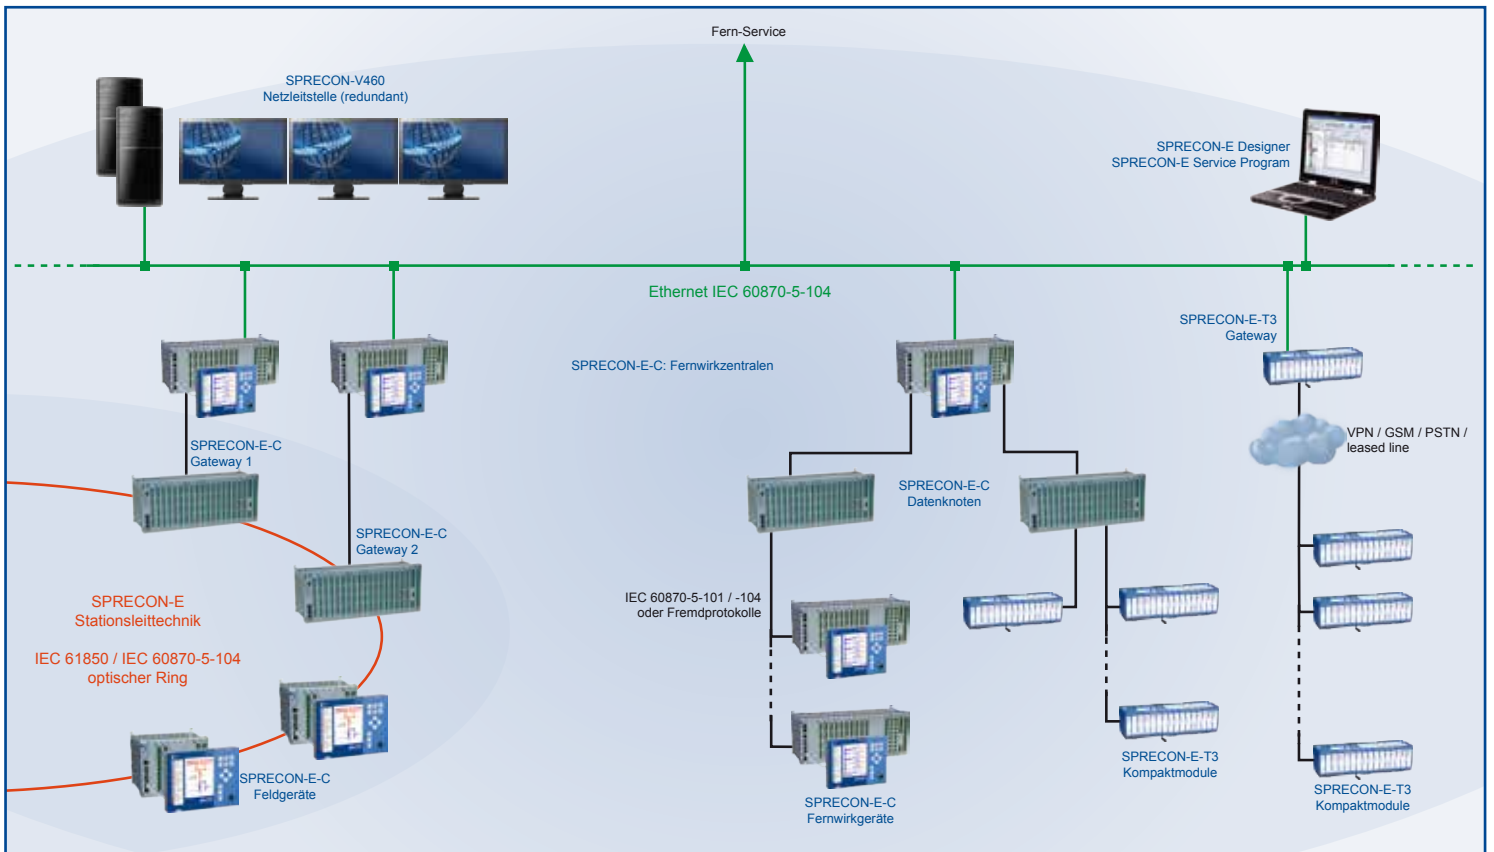 Fern-Service
SPRECON-V460
Netzleitstelle (redundant)
SPRECON-E Designer
SPRECON-E Service Program
Ethernet IEC 60870-5-104
SPRECON-E-T3
Gateway
SPRECON-E-C: Fernwirkzentralen
VPN / GSM / PSTN /
leased line
SPRECON-E-C
Gateway 1
SPRECON-E-C
Datenknoten
SPRECON-E-C
Gateway 2
SPRECON-E
Stationsleittechnik
IEC 61850 / IEC 60870-5-104
optischer Ring
IEC 60870-5-101 / -104
oder Fremdprotokolle
SPRECON-E-C
Feldgeräte
SPRECON-E-C
Fernwirkgeräte
SPRECON-E-T3
Kompaktmodule
SPRECON-E-T3
Kompaktmodule